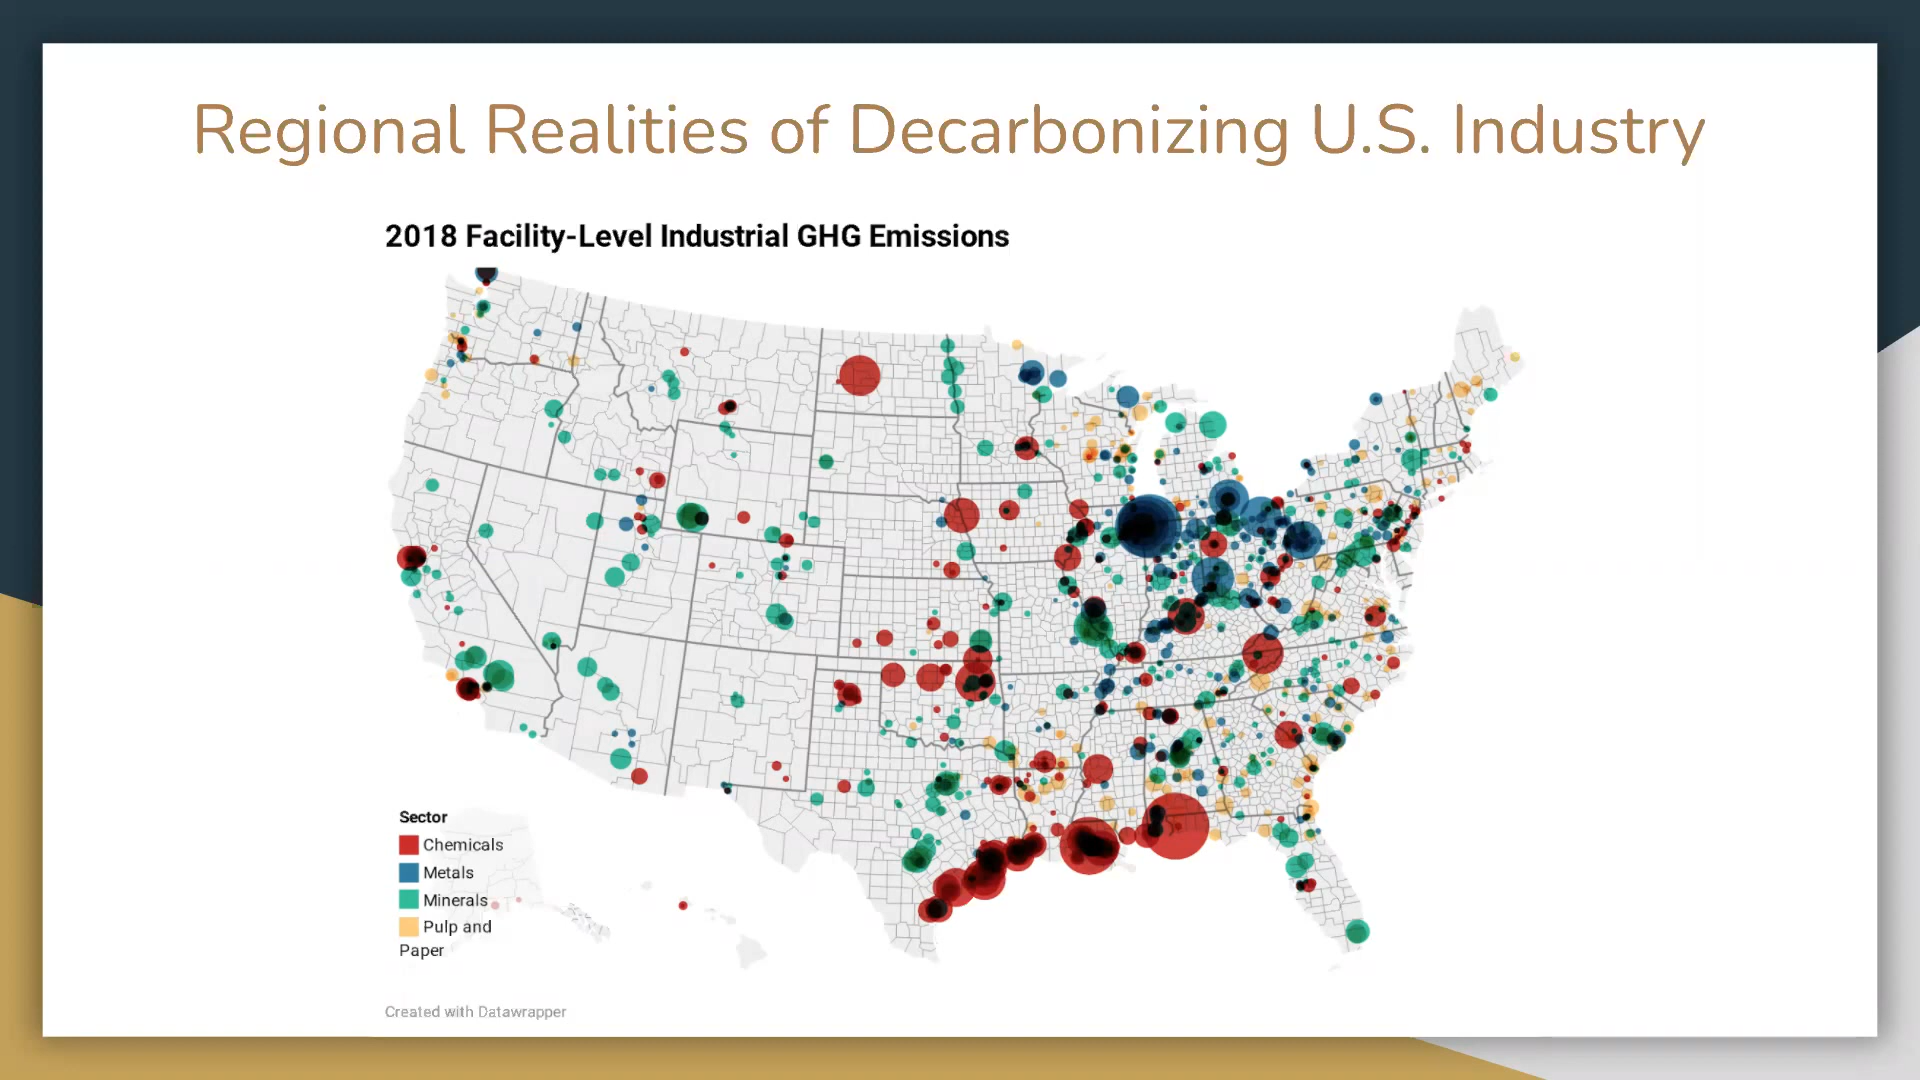 Regional Realities of Decarbonizing U.S. Industry
2018 Facility-Level Industrial GHG Emissions
Sector
Chemicals
Metals
Minerals
Pulp and
Paper
Created with Datawrapper